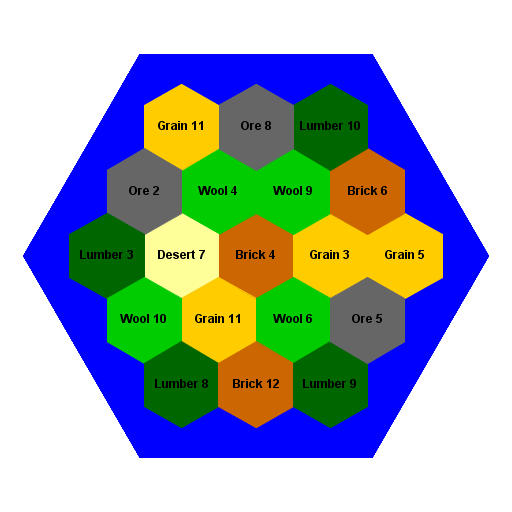 Grain 11 Ore 8 Lumber 10
Ore 2 Wool 4 Wool 9 Brick 6
Lumber 3 Desert 7 Brick 4 Grain 3 Grain 5
Wool 10 Grain 11 Wool 6 Ore 5
Lumber 8 Brick 12 Lumber 9